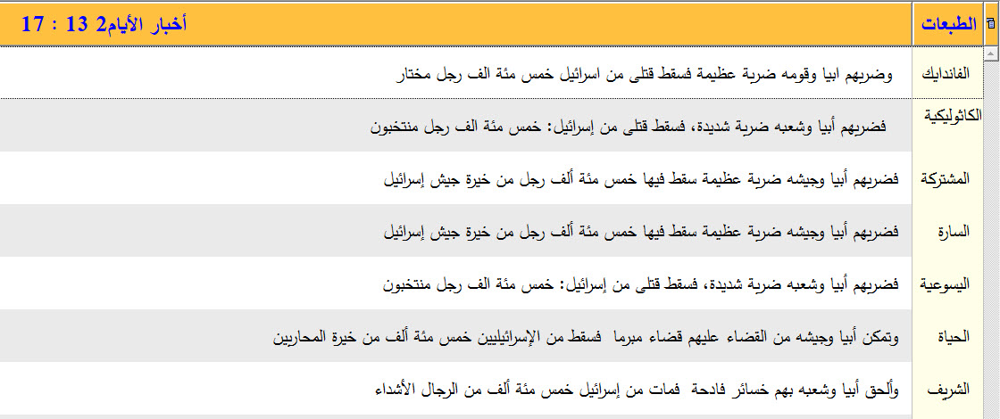 الطبعات أخبار الأيام2 13 : 17
الفاندايك وضربهم ابيا وقومه ضربة عظيمة فسقط قتلى من اسرائيل خمس مئة الف رجل مختار
الكاثوليكية فضربهم أبيا وشعبه ضربة شديدة، فسقط قتلى من إسرائيل: خمس مئة الف رجل منتخبون
المشتركة فضربهم أبيا وجيشه ضربة عظيمة سقط فيها خمس مئة ألف رجل من خيرة جيش إسرائيل
السارة فضربهم أبيا وجيشه ضربة عظيمة سقط فيها خمس مئة ألف رجل من خيرة جيش إسرائيل
اليسوعية فضربهم أبيا وشعبه ضربة شديدة، فسقط قتلى من إسرائيل: خمس مئة الف رجل منتخبون
الحياة وتمكن أبيا وجيشه من القضاء عليهم قضاء مبرما فسقط من الإسرائيليين خمس مئة ألف من خيرة المحاربين
الشريف وألحق أبيا وشعبه بهم خسائر فادحة فمات من إسرائيل خمس مئة ألف من الرجال الأشداء